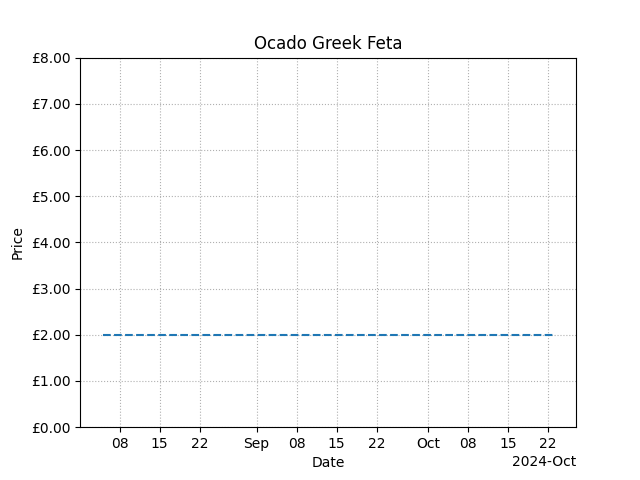 Ocado Greek Feta
£8.00
£7.00
£6.00
£5.00
£4.00
£3.00
£2.00
£1.00
£0.00
Price
08 15 22 Sep 08 15 22 Oct 08 15 22
Date
2024-Oct